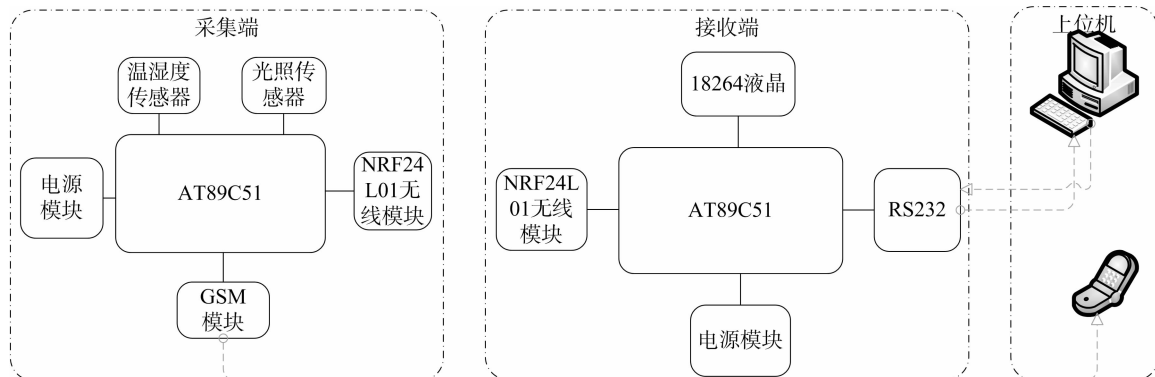 采集端
温湿度
传感器
光照传
感器
电源
模块
AT89C51
NRF24
L01无
线模块
GSM
模块
接收端
18264液晶
NRF24L
01无线
模块
AT89C51
RS232
电源模块
上位机